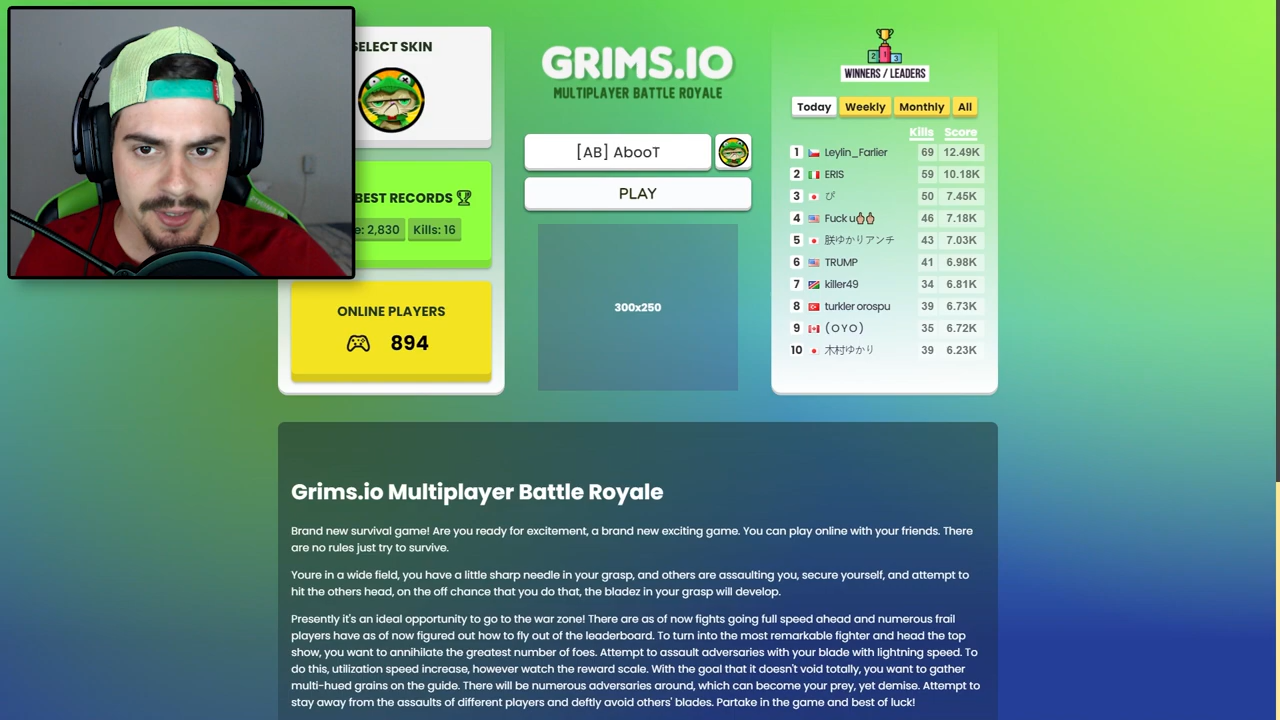 SELECT SKIN
BEST RECORDS
e: 2,830 Kills: 16
ONLINE PLAYERS
894
GRIMS.IO
MULTIPLAYER BATTLE ROYALE
[AB] AbooT
PLAY
300x250
2 1 3
WINNERS / LEADERS
Today Weekly Monthly All
Kills Score
1 Leylin_Farlier 69 12.49K
2 ERIS 59 10.18K
3 ぴ 50 7.45K
4 Fuck u🖕🖕 46 7.18K
5 朕ゆかりアンチ 43 7.03K
6 TRUMP 41 6.98K
7 killer49 34 6.81K
8 turkler orospu 39 6.73K
9 ( O Y O ) 35 6.72K
10 木村ゆかり 39 6.23K
Grims.io Multiplayer Battle Royale
Brand new survival game! Are you ready for excitement, a brand new exciting game. You can play online with your friends. There
are no rules just try to survive.
Youre in a wide field, you have a little sharp needle in your grasp, and others are assaulting you, secure yourself, and attempt to
hit the others head, on the off chance that you do that, the bladez in your grasp will develop.
Presently it's an ideal opportunity to go to the war zone! There are as of now fights going full speed ahead and numerous frail
players have as of now figured out how to fly out of the leaderboard. To turn into the most remarkable fighter and head the top
show, you want to annihilate the greatest number of foes. Attempt to assault adversaries with your blade with lightning speed. To
do this, utilization speed increase, however watch the reward scale. With the goal that it doesn't void totally, you want to gather
multi-hued grains on the guide. There will be numerous adversaries around, which can become your prey, yet demise. Attempt to
stay away from the assaults of different players and deftly avoid others' blades. Partake in the game and best of luck!